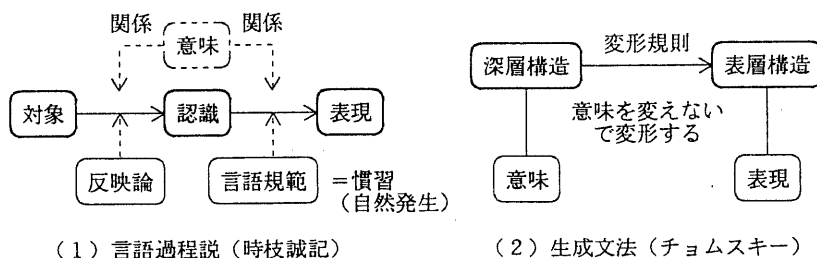 関係
関係
意味
対象
認識
表現
反映論
言語規範
=慣習
(自然発生)
(1)言語過程説(時枝誠記)
深層構造
変形規則
表層構造
意味を変えない
で変形する
意味
表現
(2)生成文法(チョムスキー)